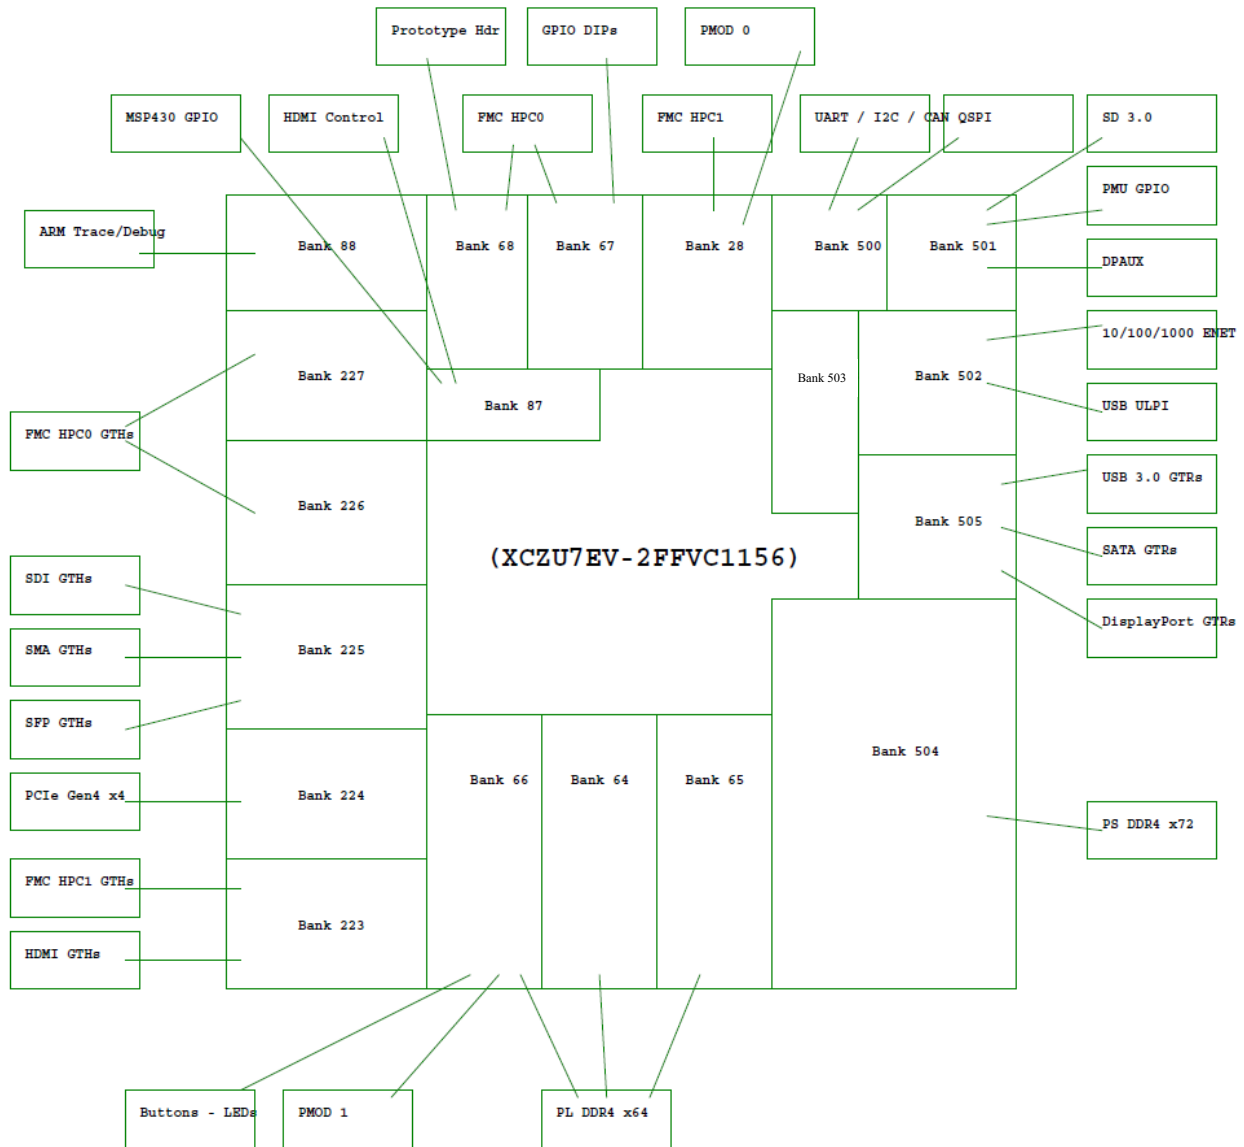 Prototype Hdr
GPIO DIPs
PMOD 0
MSP430 GPIO
HDMI Control
FMC HPC0
FMC HPC1
UART / I2C / CAN
QSPI
SD 3.0
PMU GPIO
ARM Trace/Debug
Bank 88
Bank 68
Bank 67
Bank 28
Bank 500
Bank 501
DPAUX
10/100/1000 ENET
Bank 227
Bank 503
Bank 502
Bank 87
USB ULPI
FMC HPC0 GTHs
USB 3.0 GTRs
Bank 226
Bank 505
(XCZU7EV-2FFVC1156)
SATA GTRs
SDI GTHs
DisplayPort GTRs
SMA GTHs
Bank 225
SFP GTHs
Bank 504
Bank 66
Bank 64
Bank 65
PCIe Gen4 x4
Bank 224
PS DDR4 x72
FMC HPC1 GTHs
Bank 223
HDMI GTHs
Buttons - LEDs
PMOD 1
PL DDR4 x64